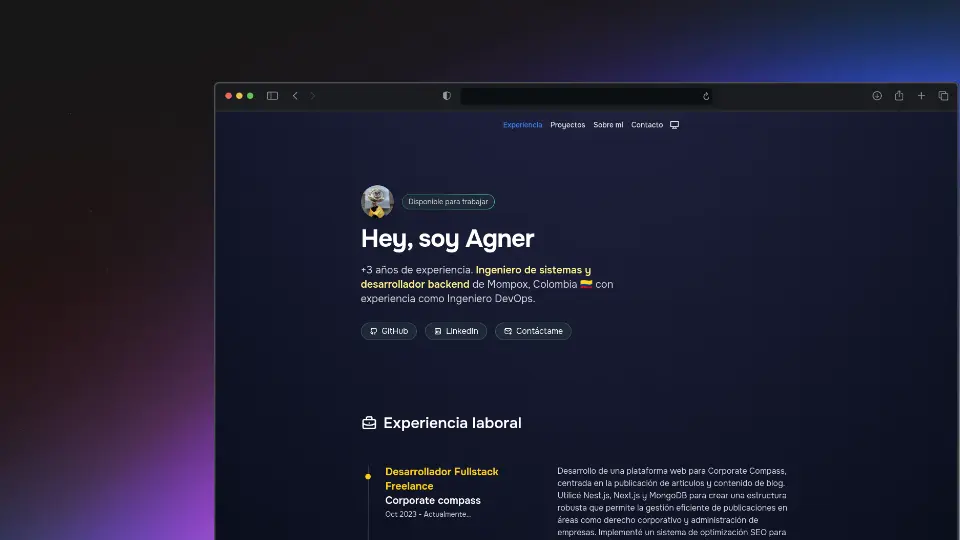 Experiencia Proyectos Sobre mí Contacto
Disponible para trabajar
Hey, soy Agner
+3 años de experiencia. Ingeniero de sistemas y
desarrollador backend de Mompox, Colombia 🇨🇴 con
experiencia como Ingeniero DevOps.
GitHub LinkedIn Contáctame
Experiencia laboral
Desarrollador Fullstack
Freelance
Corporate compass
Oct 2023 - Actualmente...
Desarrollo de una plataforma web para Corporate Compass,
centrada en la publicación de artículos y contenido de blog.
Utilicé Nest.js, Next.js y MongoDB para crear una estructura
robusta que permite la gestión eficiente de publicaciones en
áreas como derecho corporativo y administración de
empresas. Implementé un sistema de optimización SEO para